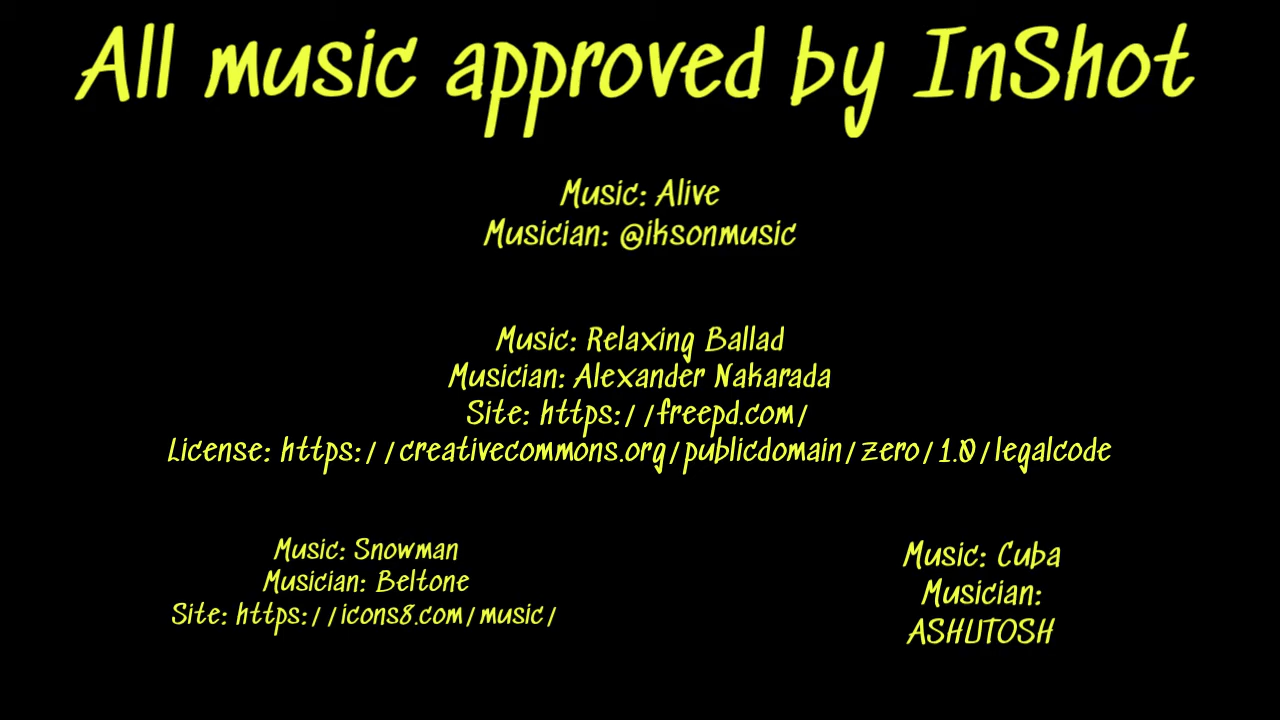 All music approved by InShot
Music: Alive
Musician: @iksonmusic
Music: Relaxing Ballad
Musician: Alexander Nakarada
Site: https://freepd.com/
License: https://creativecommons.org/publicdomain/zero/1.0/legalcode
Music: Snowman
Musician: Beltone
Site: https://icons8.com/music/
Music: Cuba
Musician:
ASHUTOSH